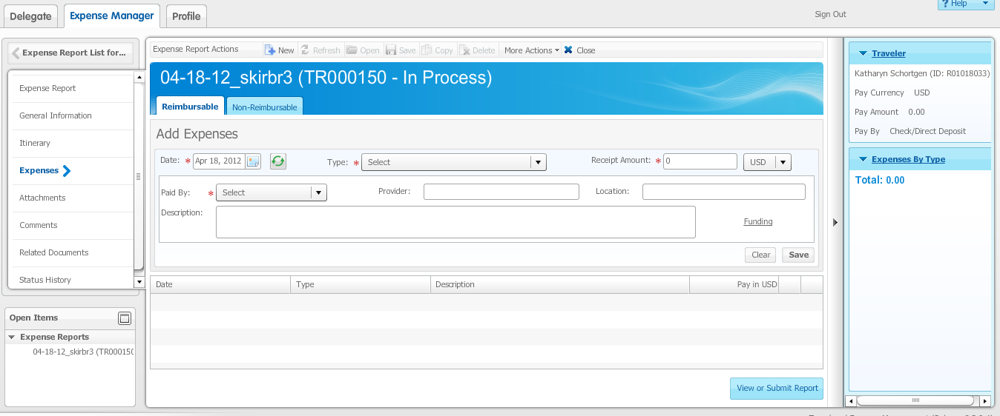 Delegate Expense Manager Profile Sign Out ? Help
Expense Report List for...
Expense Report
General Information
Itinerary
Expenses
Attachments
Comments
Related Documents
Status History
Open Items
Expense Reports
04-18-12_skirbr3 (TR000150
Expense Report Actions New Refresh Open Save Copy Delete More Actions Close
04-18-12_skirbr3 (TR000150 - In Process)
Reimbursable Non-Reimbursable
Add Expenses
Date: * Apr 18, 2012 Type: * Select Receipt Amount: * 0 USD
Paid By: * Select Provider: Location:
Description: Funding
Clear Save
Date Type Description Pay in USD
View or Submit Report
Traveler
Katharyn Schortgen (ID: R01018033)
Pay Currency USD
Pay Amount 0.00
Pay By Check/Direct Deposit
Expenses By Type
Total: 0.00